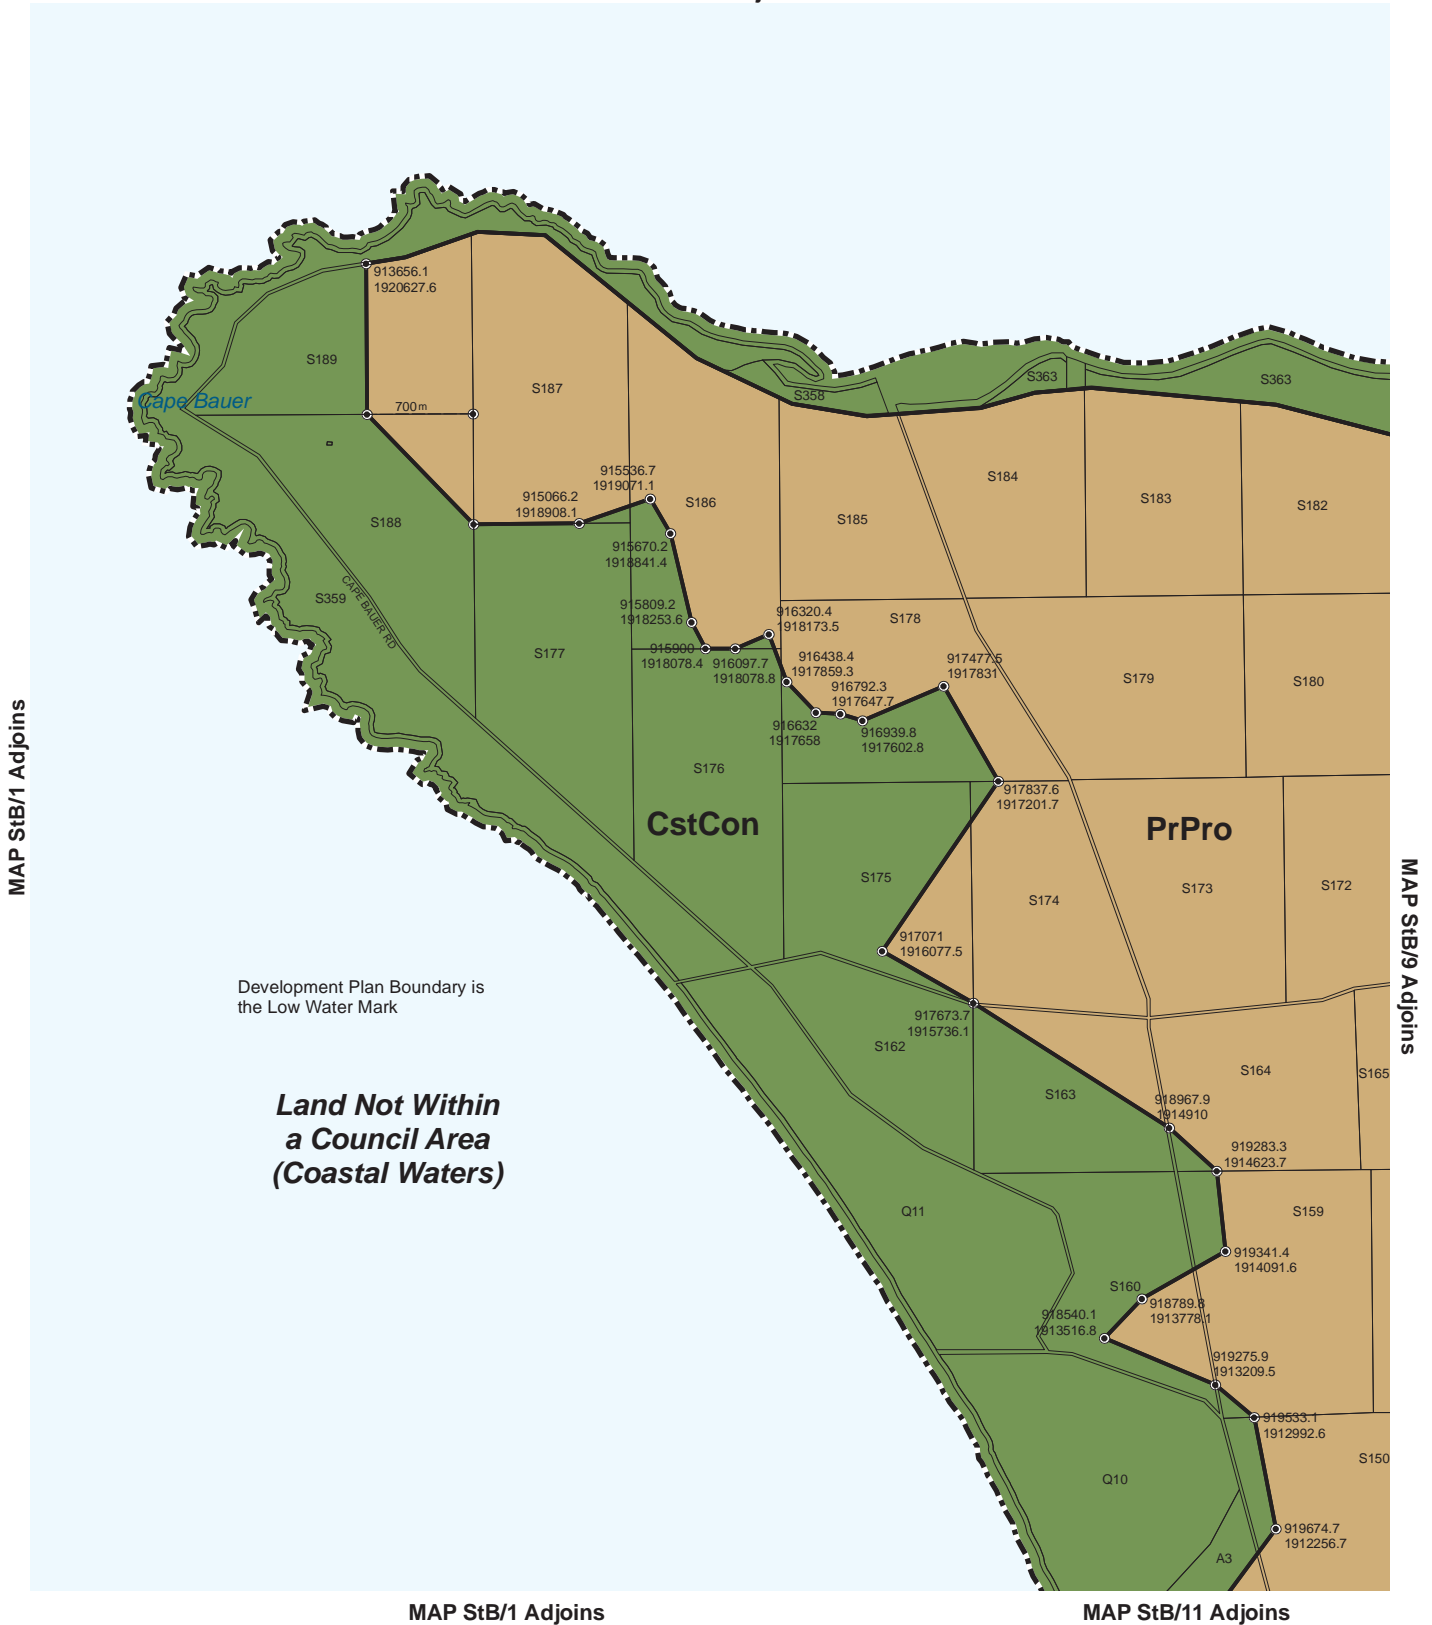 913656.1
1920627.6
S189
S187
Cape Bauer
700m
S358
S363
S363
915536.7
1919071.1
915066.2
1918908.1
S186
S184
S183
S182
S188
S185
915670.2
1918841.4
S359
CAPE BAUER RD
915809.2
1918253.6
916320.4
1918173.5
S178
S177
915900
1918078.4
916097.7
1918078.8
916438.4
1917859.3
917477.5
1917831
916792.3
1917647.7
S179
S180
916632
1917658
916939.8
1917602.8
S176
917837.6
1917201.7
CstCon
PrPro
MAP StB/1 Adjoins
MAP StB/9 Adjoins
S175
S174
S173
S172
917071
1916077.5
Development Plan Boundary is
the Low Water Mark
917673.7
1915736.1
S162
S164
S165
S163
Land Not Within
a Council Area
(Coastal Waters)
918967.9
1914910
919283.3
1914623.7
Q11
S159
919341.4
1914091.6
S160
918789.8
1913778.1
918540.1
1913516.8
919275.9
1913209.5
919533.1
1912992.6
S150
Q10
919674.7
1912256.7
A3
MAP StB/1 Adjoins
MAP StB/11 Adjoins